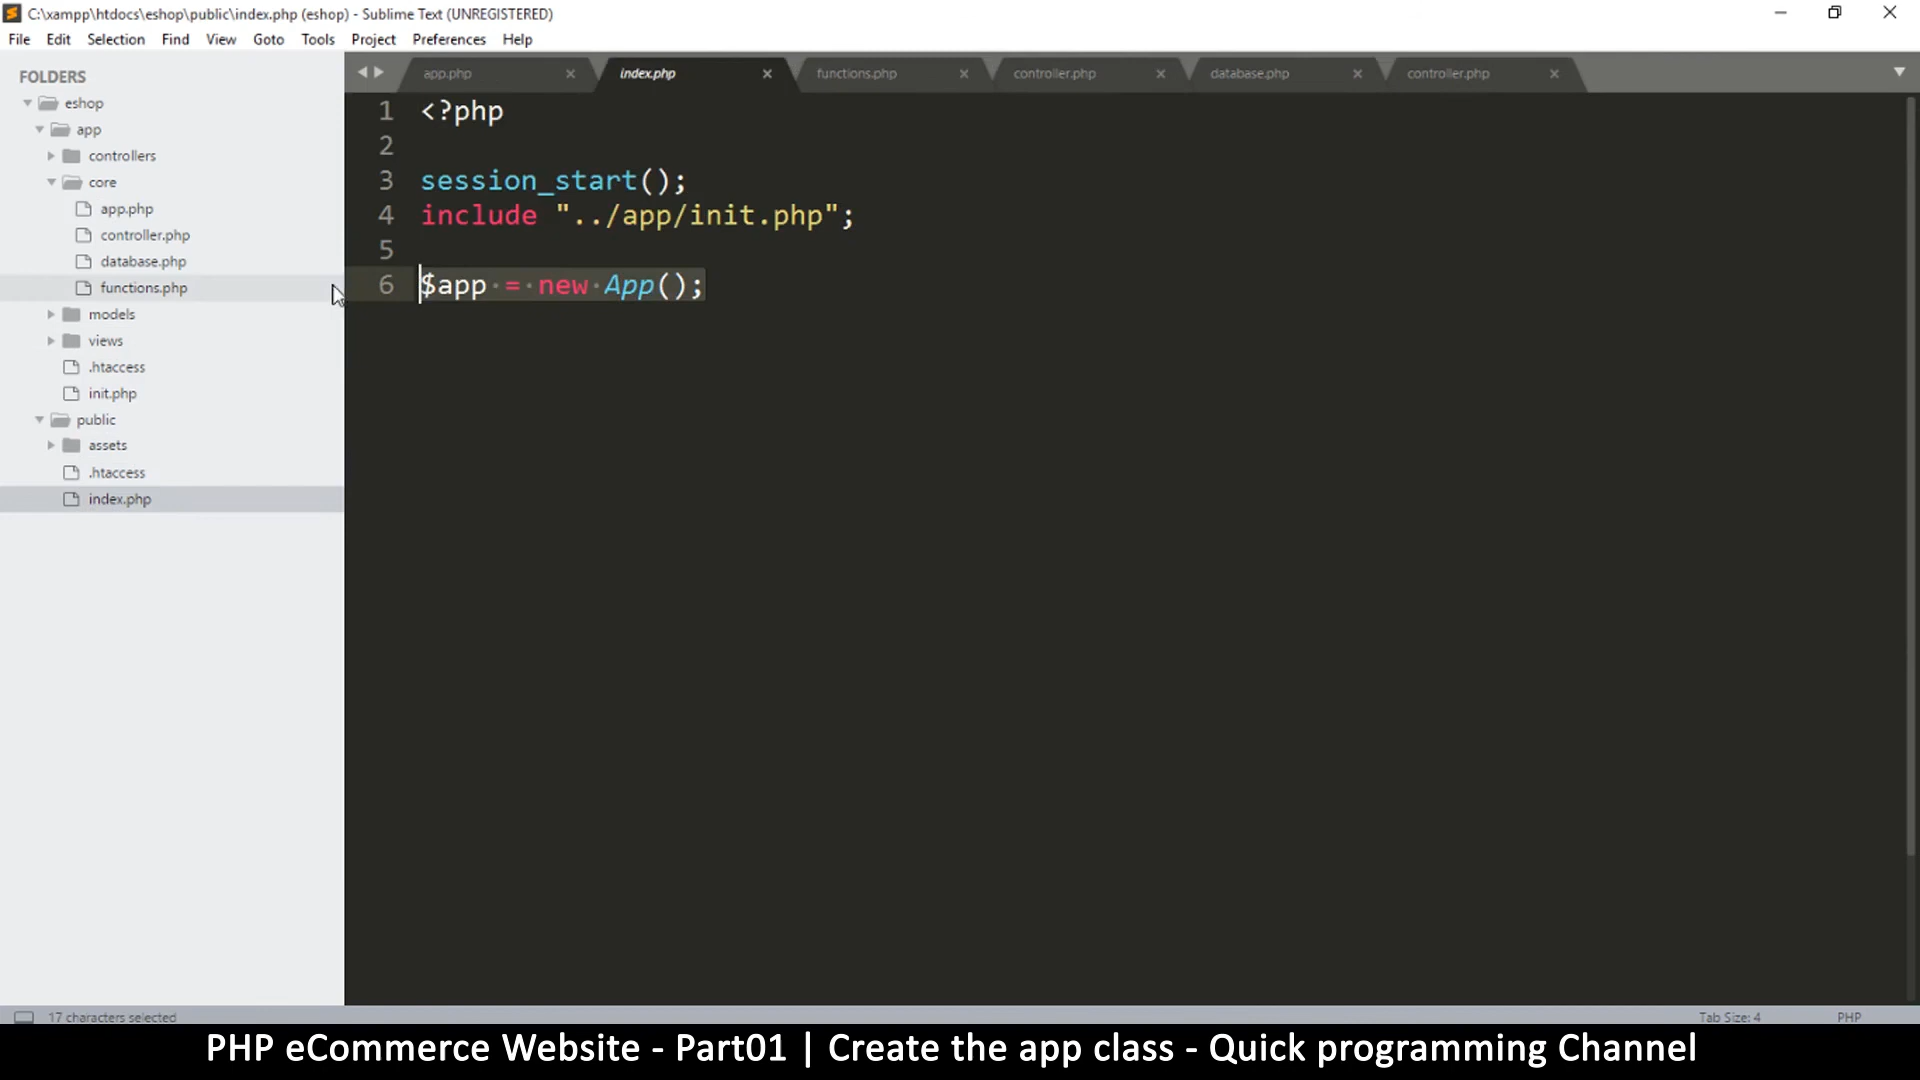 C:\xampp\htdocs\eshop\public\index.php (eshop) - Sublime Text (UNREGISTERED)
File Edit Selection Find View Goto Tools Project Preferences Help
FOLDERS
eshop
app
controllers
core
app.php
controller.php
database.php
functions.php
models
views
.htaccess
init.php
public
assets
.htaccess
index.php
app.php index.php functions.php controller.php database.php controller.php
1 <?php
2
3 session_start();
4 include "../app/init.php";
5
6 $app = new App();
17 characters selected Tab Size: 4 PHP
PHP eCommerce Website - Part01 | Create the app class - Quick programming Channel